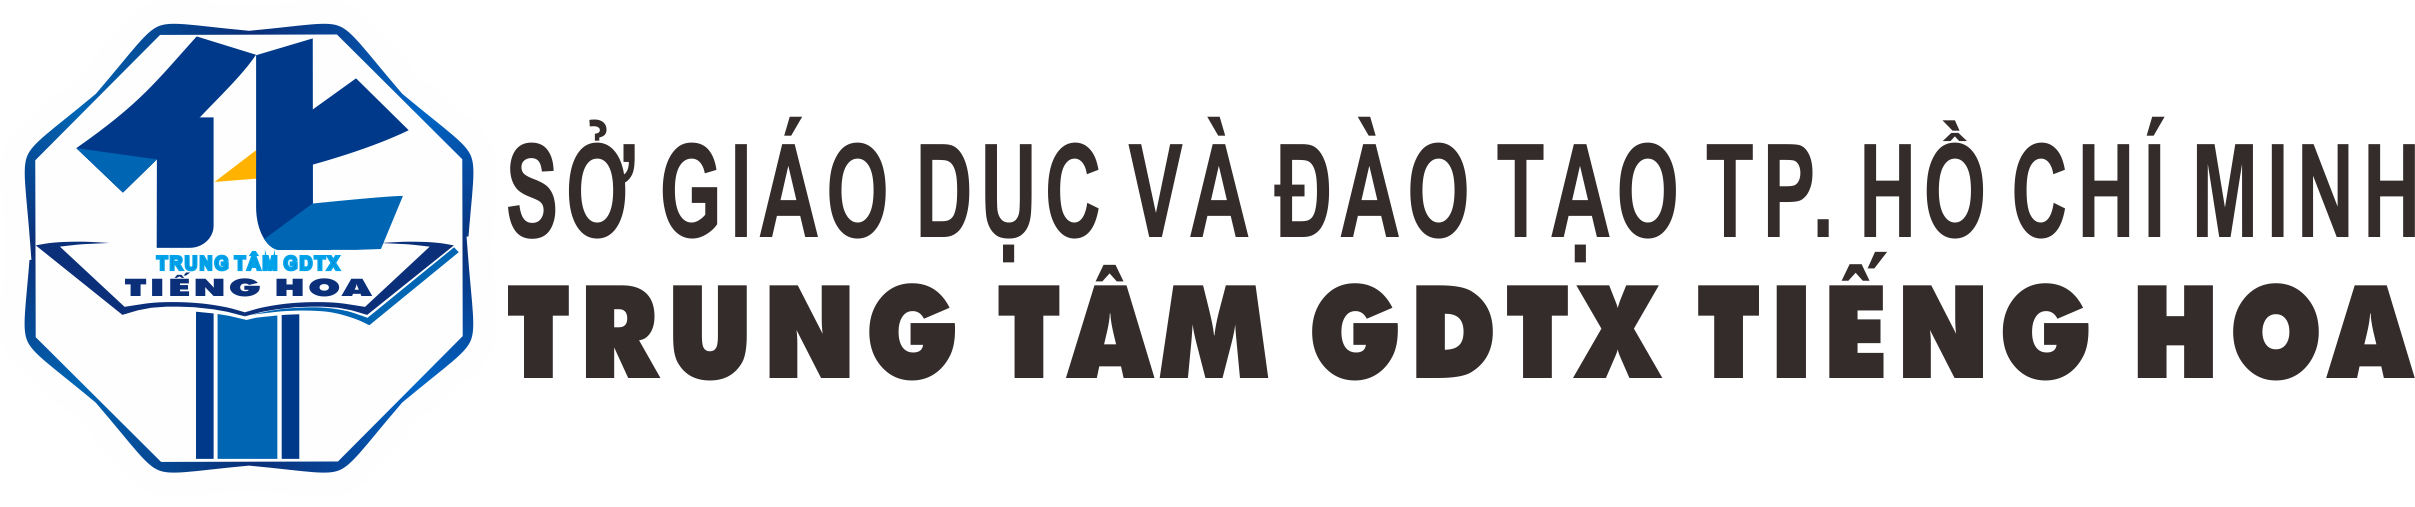 TRUNG TÂM GDTX
TIẾNG HOA
SỞ GIÁO DỤC VÀ ĐÀO TẠO TP. HỒ CHÍ MINH
TRUNG TÂM GDTX TIẾNG HOA